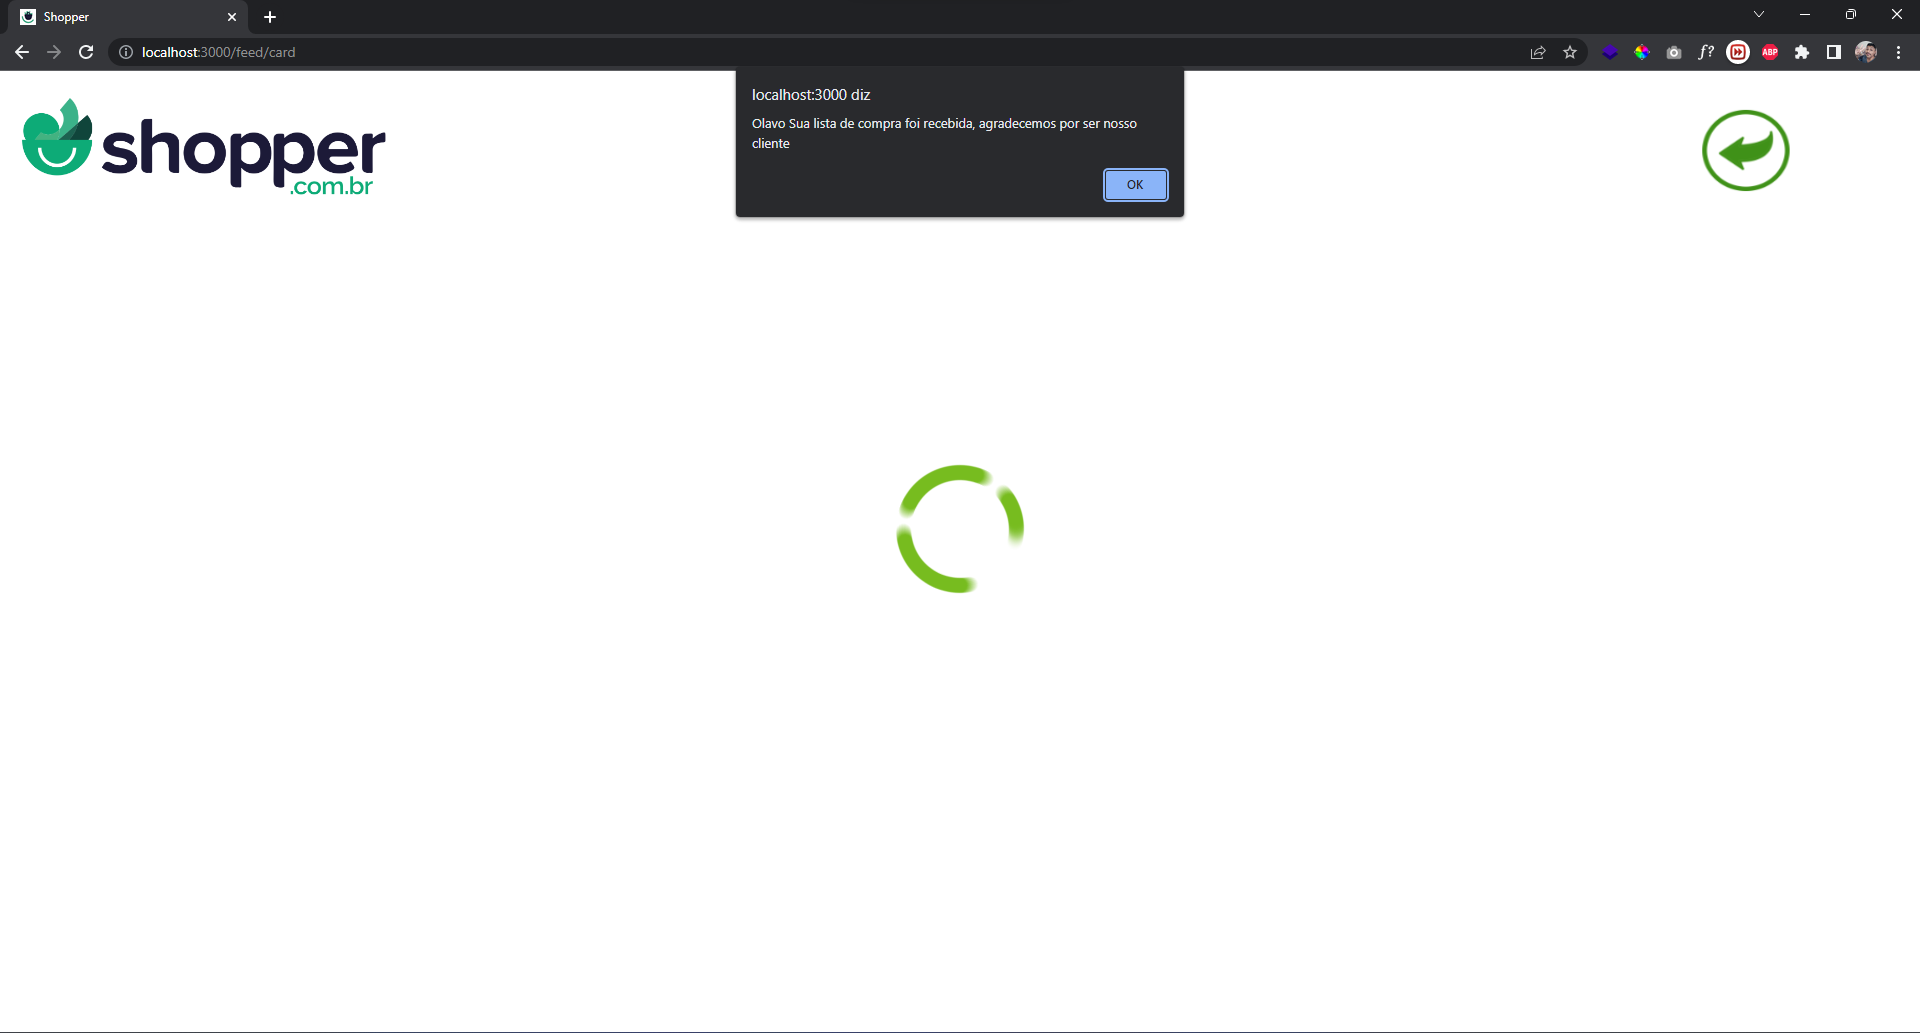 Shopper
localhost:3000/feed/card
f?
ABP
localhost:3000 diz
Olavo Sua lista de compra foi recebida, agradecemos por ser nosso
cliente
OK
shopper
.com.br